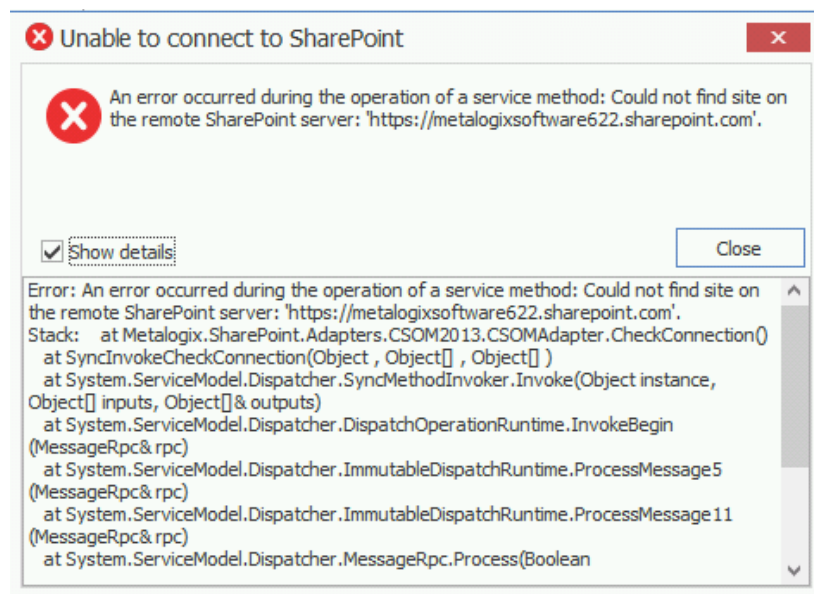 Unable to connect to SharePoint
An error occurred during the operation of a service method: Could not find site on
the remote SharePoint server: 'https://metalogixsoftware622.sharepoint.com'.
Show details
Close
Error: An error occurred during the operation of a service method: Could not find site on
the remote SharePoint server: 'https://metalogixsoftware622.sharepoint.com'.
Stack: at Metalogix.SharePoint.Adapters.CSOM2013.CSOMAdapter.CheckConnection()
at SyncInvokeCheckConnection(Object , Object[] , Object[] )
at System.ServiceModel.Dispatcher.SyncMethodInvoker.Invoke(Object instance,
Object[] inputs, Object[]& outputs)
at System.ServiceModel.Dispatcher.DispatchOperationRuntime.InvokeBegin
(MessageRpc& rpc)
at System.ServiceModel.Dispatcher.ImmutableDispatchRuntime.ProcessMessage5
(MessageRpc& rpc)
at System.ServiceModel.Dispatcher.ImmutableDispatchRuntime.ProcessMessage11
(MessageRpc& rpc)
at System.ServiceModel.Dispatcher.MessageRpc.Process(Boolean